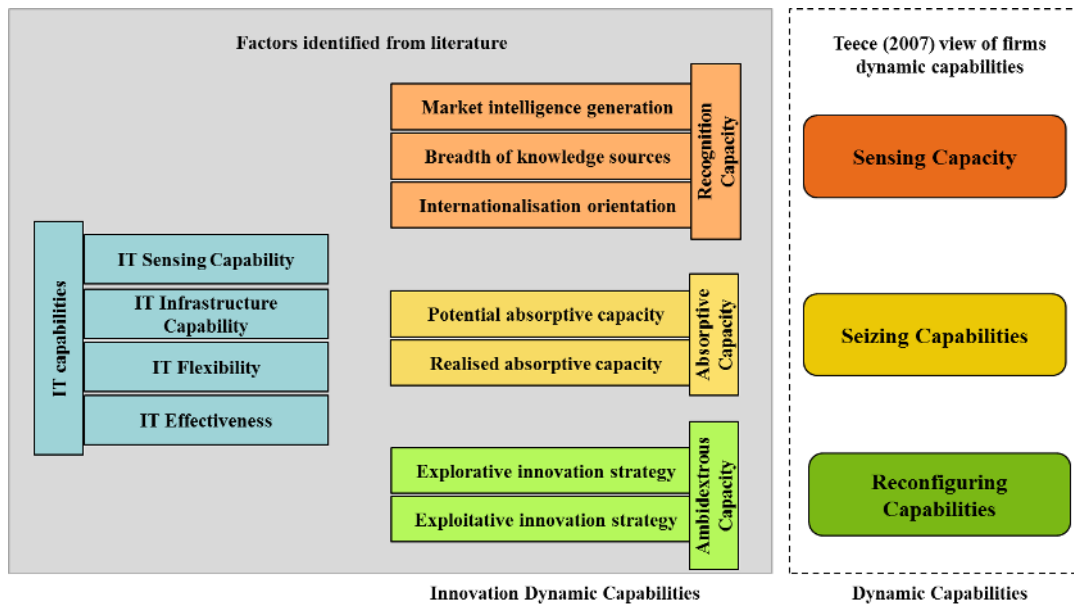 Factors identified from literature
Market intelligence generation
Breadth of knowledge sources
Internationalisation orientation
Recognition
Capacity
IT capabilities
IT Sensing Capability
IT Infrastructure
Capability
IT Flexibility
IT Effectiveness
Potential absorptive capacity
Realised absorptive capacity
Absorptive
Capacity
Explorative innovation strategy
Exploitative innovation strategy
Ambidextrous
Capacity
Innovation Dynamic Capabilities
Teece (2007) view of firms
dynamic capabilities
Sensing Capacity
Seizing Capabilities
Reconfiguring
Capabilities
Dynamic Capabilities